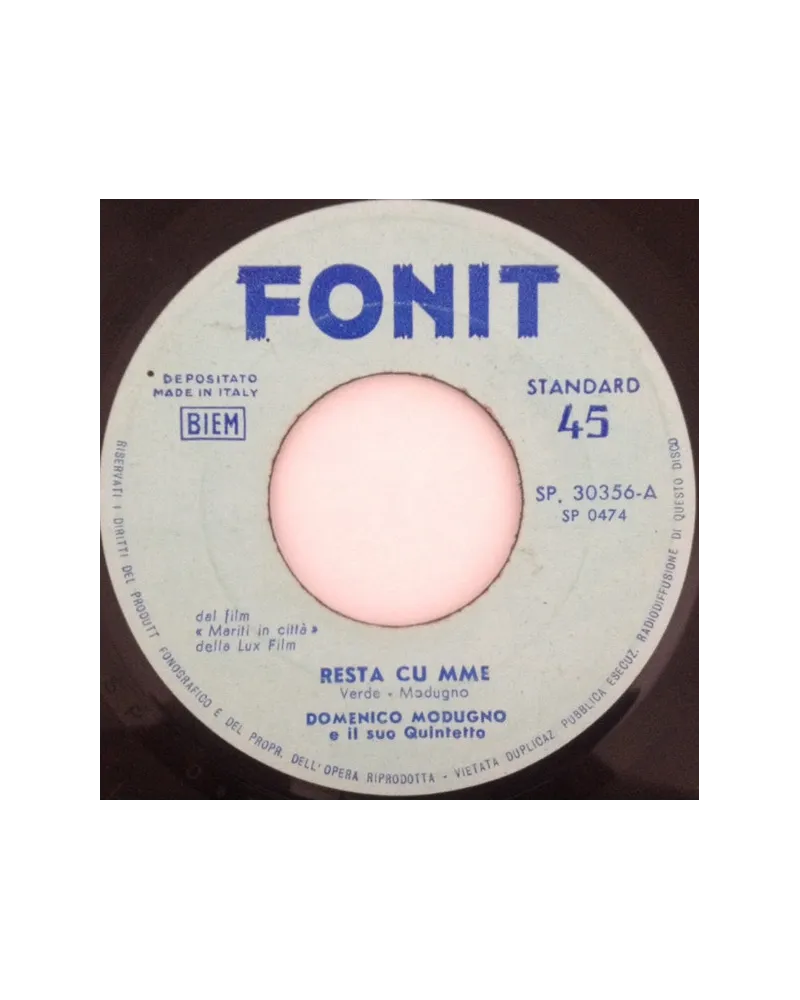 FONIT
DEPOSITATO
MADE IN ITALY
BIEM
STANDARD
45
SP. 30356-A
SP 0474
dal film
« Mariti in città »
della Lux Film
RESTA CU MME
Verde - Modugno
DOMENICO MODUGNO
e il suo Quintetto
RISERVATI I DIRITTI DEL PRODUTT FONOGRAFICO E DEL PROPR. DELL'OPERA RIPRODOTTA - VIETATA DUPLICAZ PUBBLICA ESECUZ. RADIODIFFUSIONE DI QUESTO DISCO